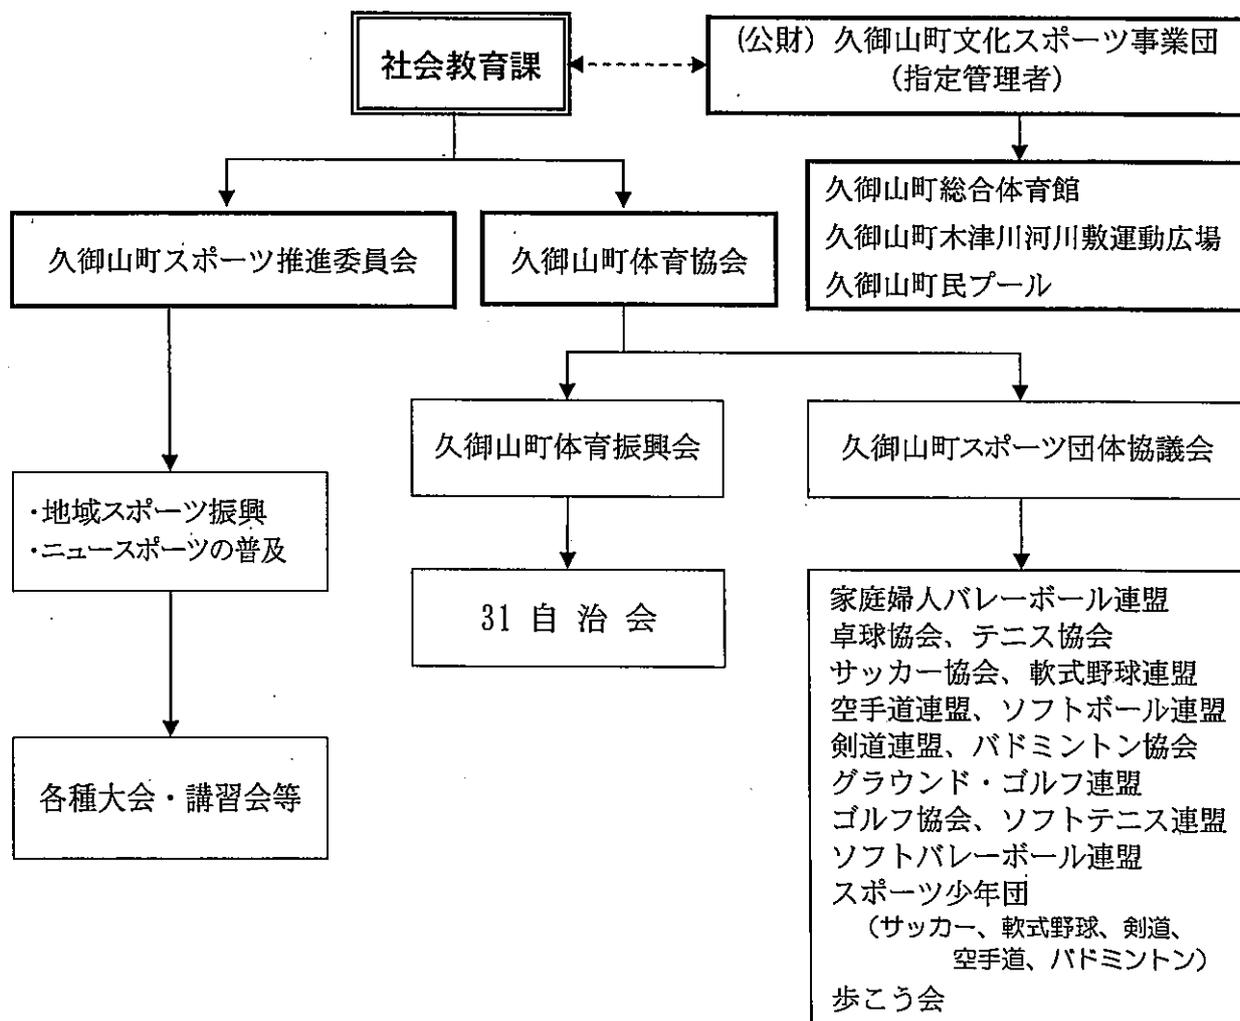 社会教育課
(公財) 久御山町文化スポーツ事業団
(指定管理者)
久御山町総合体育館
久御山町木津川河川敷運動広場
久御山町民プール
久御山町スポーツ推進委員会
久御山町体育協会
久御山町体育振興会
久御山町スポーツ団体協議会
・地域スポーツ振興
・ニュースポーツの普及
31 自 治 会
各種大会・講習会等
家庭婦人バレーボール連盟
卓球協会、テニス協会
サッカー協会、軟式野球連盟
空手道連盟、ソフトボール連盟
剣道連盟、バドミントン協会
グラウンド・ゴルフ連盟
ゴルフ協会、ソフトテニス連盟
ソフトバレーボール連盟
スポーツ少年団
(サッカー、軟式野球、剣道、
空手道、バドミントン)
歩こう会